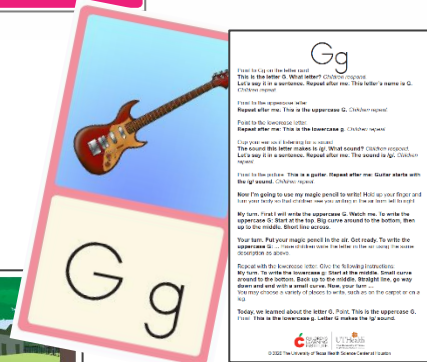 G g
Gg
Point to Gg on the letter card.
This is the letter G. What letter? Children respond.
Let's say it in a sentence. Repeat after me. This letter's name is G.
Children repeat.
Point to the uppercase letter.
Repeat after me: This is the uppercase G. Children repeat.
Point to the lowercase letter.
Repeat after me: This is the lowercase g. Children repeat.
Cup your ear as if listening for a sound.
The sound this letter makes is /g/. What sound? Children respond.
Let's say it in a sentence. Repeat after me. The sound is /g/. Children
repeat.
Point to the picture. This is a guitar. Repeat after me: Guitar starts with
the /g/ sound. Children repeat.
Now I'm going to use my magic pencil to write! Hold up your finger and
turn your body so that children see you writing in the air from left to right.
My turn. First I will write the uppercase G. Watch me. To write the
uppercase G: Start at the top. Big curve around to the bottom, then
up to the middle. Short line across.
Your turn. Put your magic pencil in the air. Get ready. To write the
uppercase G: ... Have children write the letter in the air using the same
description as above.
Repeat with the lowercase letter. Give the following instructions:
My turn. To write the lowercase g: Start at the middle. Small curve
around to the bottom. Back up to the middle. Straight line, go way
down and end with a small curve. Now, your turn ...
You may choose a variety of places to write, such as on the carpet or on a
leg.
Today, we learned about the letter G. Point. This is the uppercase G.
Point. This is the lowercase g. Letter G makes the /g/ sound.
CHILDREN'S
LEARNING
INSTITUTE
UTHealth
© 2022 The University of Texas Health Science Center at Houston